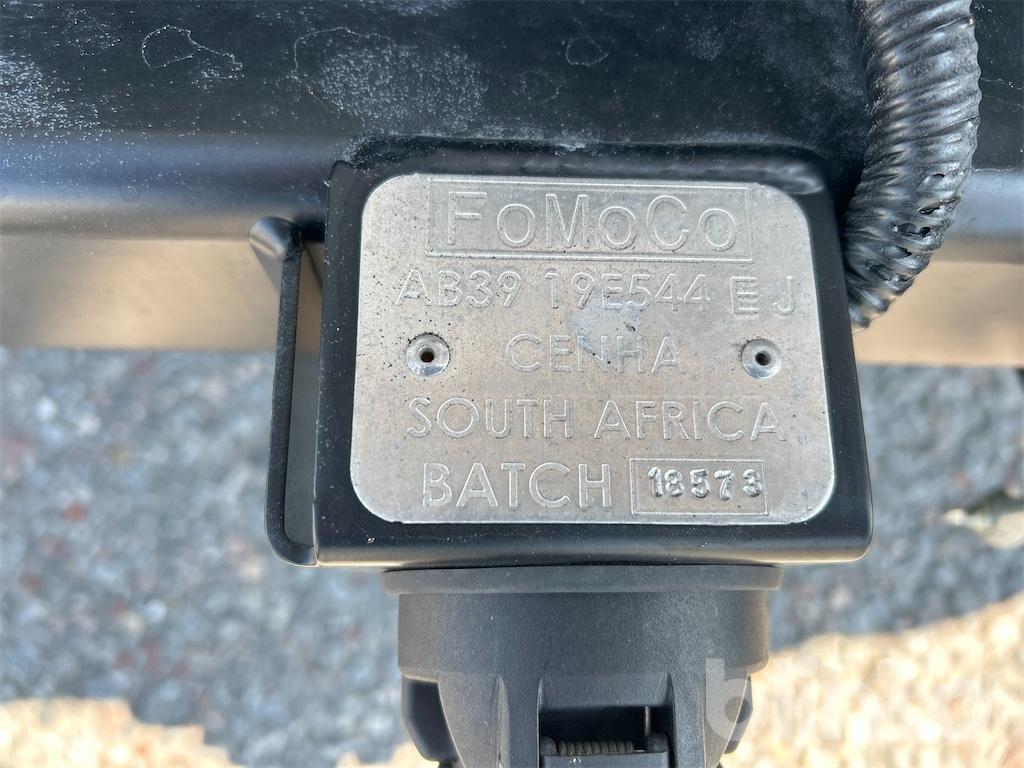 FoMoCo
AB39 19E544 EJ
CENHA
SOUTH AFRICA
BATCH 18573